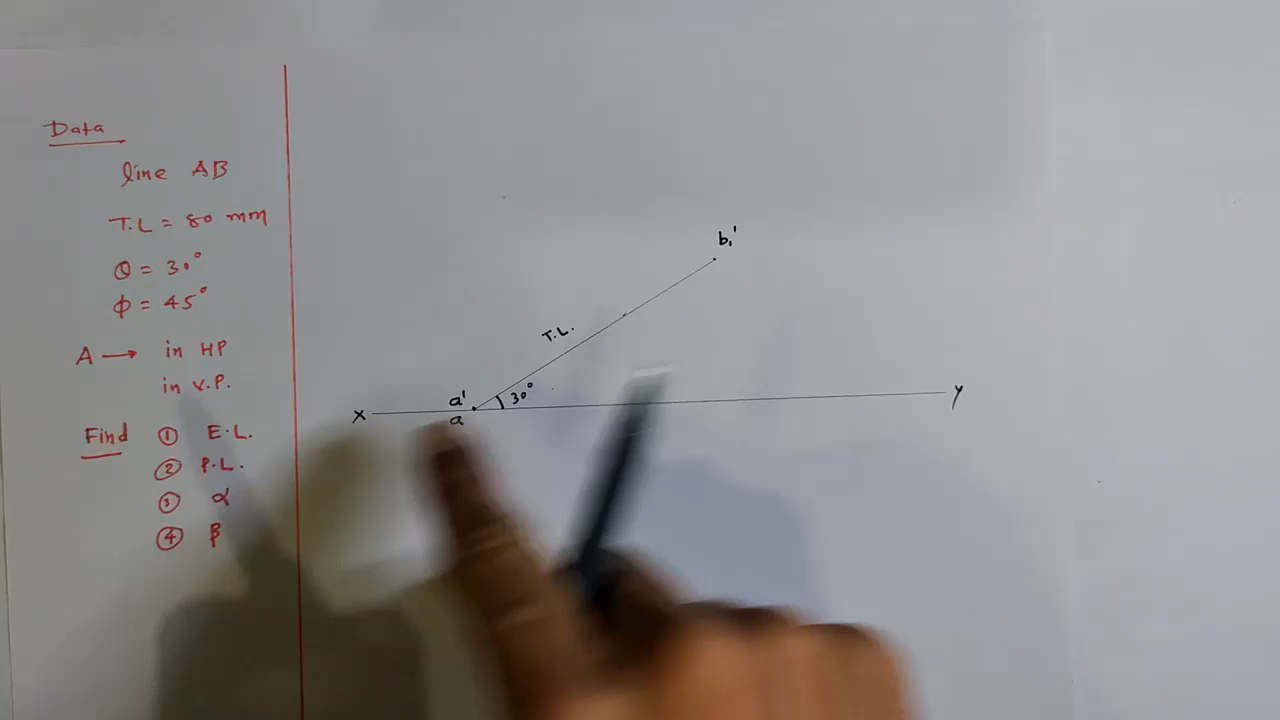 Data
line AB
T.L = 80 mm
θ = 30°
ϕ = 45°
A → in HP
in V.P.
Find ① E.L.
② P.L.
③ α
④ β
b₁'
T.L.
a' 30°
x y
a